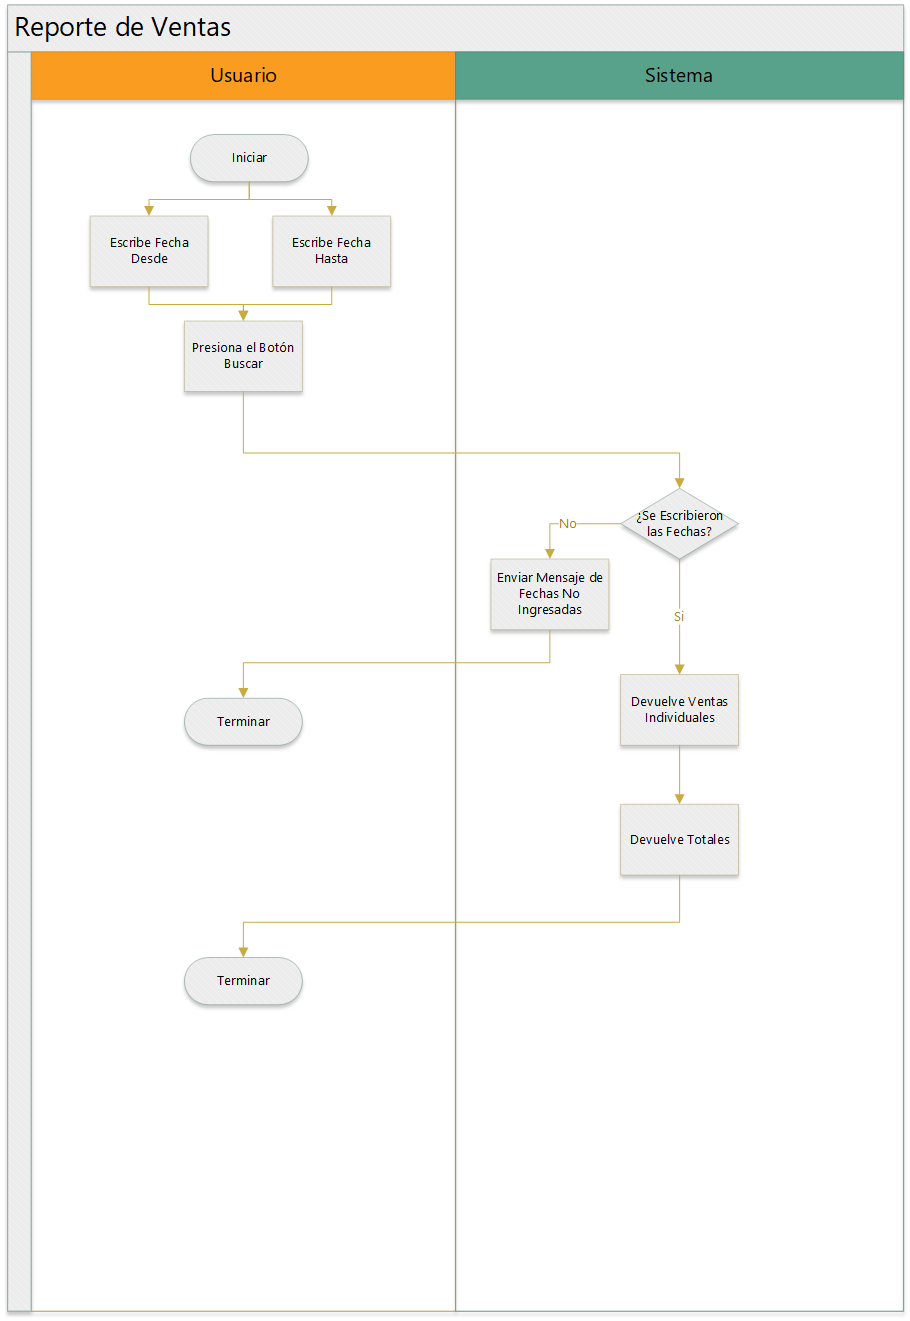 Reporte de Ventas
Usuario
Sistema
Iniciar
Escribe Fecha
Desde
Escribe Fecha
Hasta
Presiona el Botón
Buscar
¿Se Escribieron
las Fechas?
No
Enviar Mensaje de
Fechas No
Ingresadas
Si
Terminar
Devuelve Ventas
Individuales
Devuelve Totales
Terminar